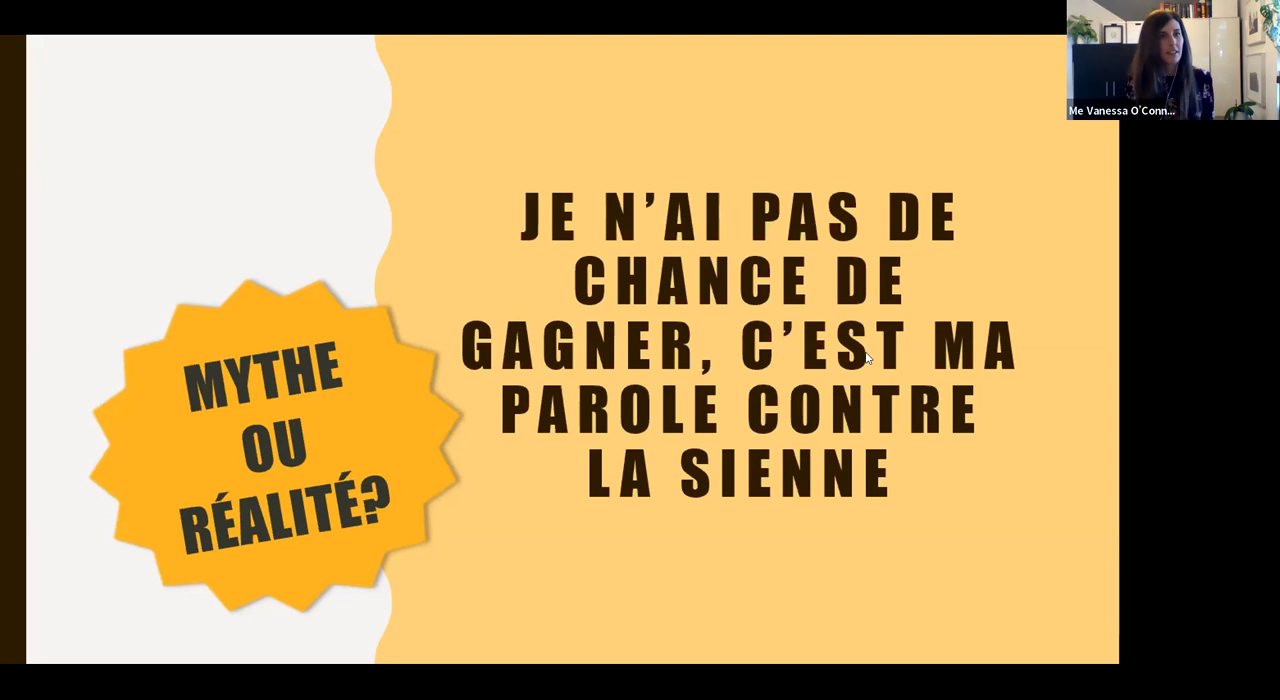 Me Vanessa O'Conn...
JE N'AI PAS DE
CHANCE DE
GAGNER, C'EST MA
PAROLE CONTRE
LA SIENNE
MYTHE
OU
RÉALITÉ?